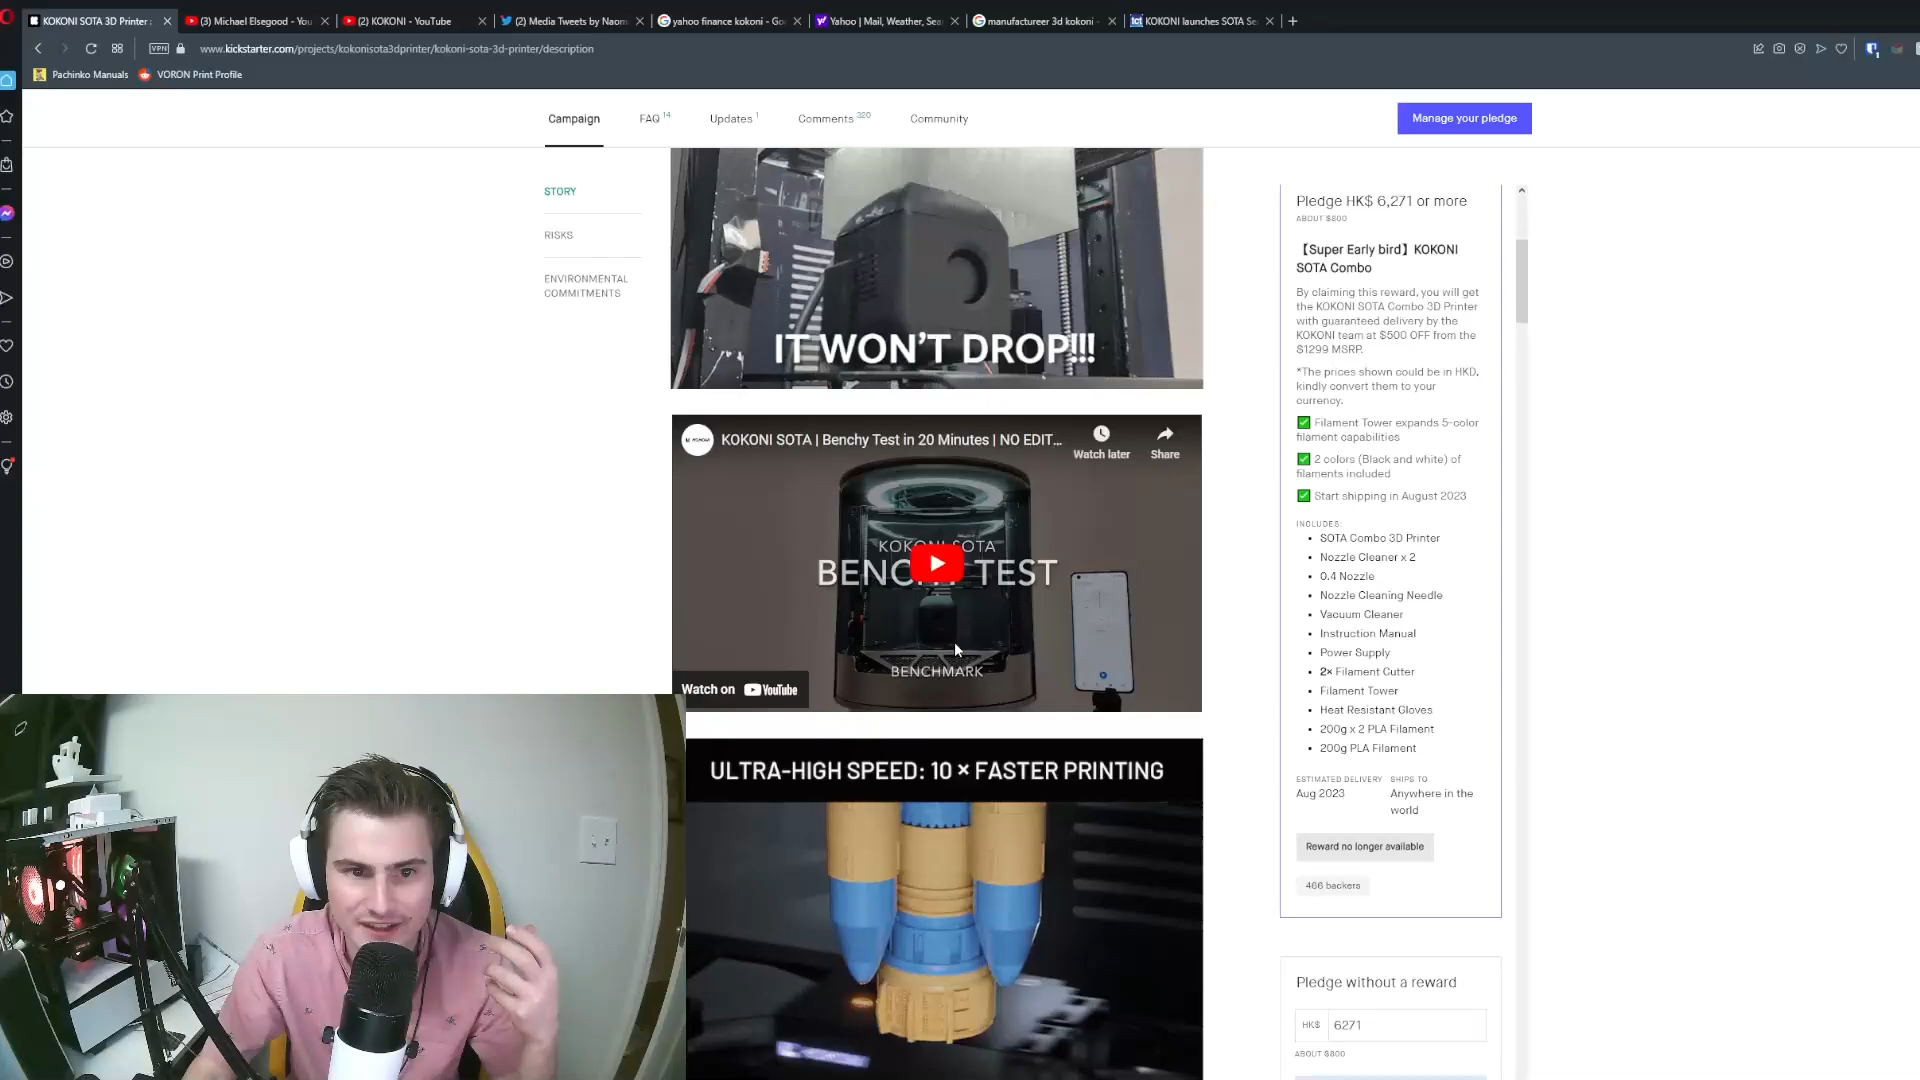 KOKONI SOTA 3D Printer
(3) Michael Elsegood - You
(2) KOKONI - YouTube
(2) Media Tweets by Naom
yahoo finance kokoni - Go
Yahoo | Mail, Weather, Sea
manufactureer 3d kokoni -
KOKONI launches SOTA Se
VPN
www.kickstarter.com/projects/kokonisota3dprinter/kokoni-sota-3d-printer/description
Pachinko Manuals
VORON Print Profile
Campaign
FAQ 14
Updates 1
Comments 320
Community
Manage your pledge
STORY
RISKS
ENVIRONMENTAL
COMMITMENTS
IT WON'T DROP!!!
KOKONI SOTA | Benchy Test in 20 Minutes | NO EDIT...
Watch later
Share
KOKONI SOTA
BENCHY TEST
BENCHMARK
Watch on YouTube
ULTRA-HIGH SPEED: 10 × FASTER PRINTING
Pledge HK$ 6,271 or more
ABOUT $800
【Super Early bird】KOKONI
SOTA Combo
By claiming this reward, you will get
the KOKONI SOTA Combo 3D Printer
with guaranteed delivery by the
KOKONI team at $500 OFF from the
$1299 MSRP.
*The prices shown could be in HKD,
kindly convert them to your
currency.
✅ Filament Tower expands 5-color
filament capabilities
✅ 2 colors (Black and white) of
filaments included
✅ Start shipping in August 2023
INCLUDES:
• SOTA Combo 3D Printer
• Nozzle Cleaner x 2
• 0.4 Nozzle
• Nozzle Cleaning Needle
• Vacuum Cleaner
• Instruction Manual
• Power Supply
• 2× Filament Cutter
• Filament Tower
• Heat Resistant Gloves
• 200g x 2 PLA Filament
• 200g PLA Filament
ESTIMATED DELIVERY
Aug 2023
SHIPS TO
Anywhere in the
world
Reward no longer available
466 backers
Pledge without a reward
HK$
6271
ABOUT $800